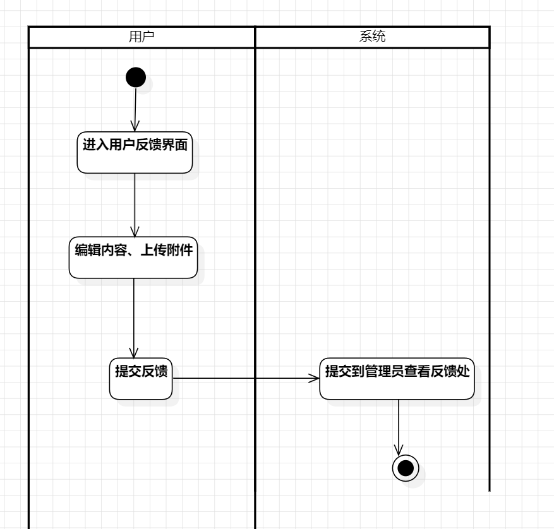 用户
系统
进入用户反馈界面
编辑内容、上传附件
提交反馈
提交到管理员查看反馈处